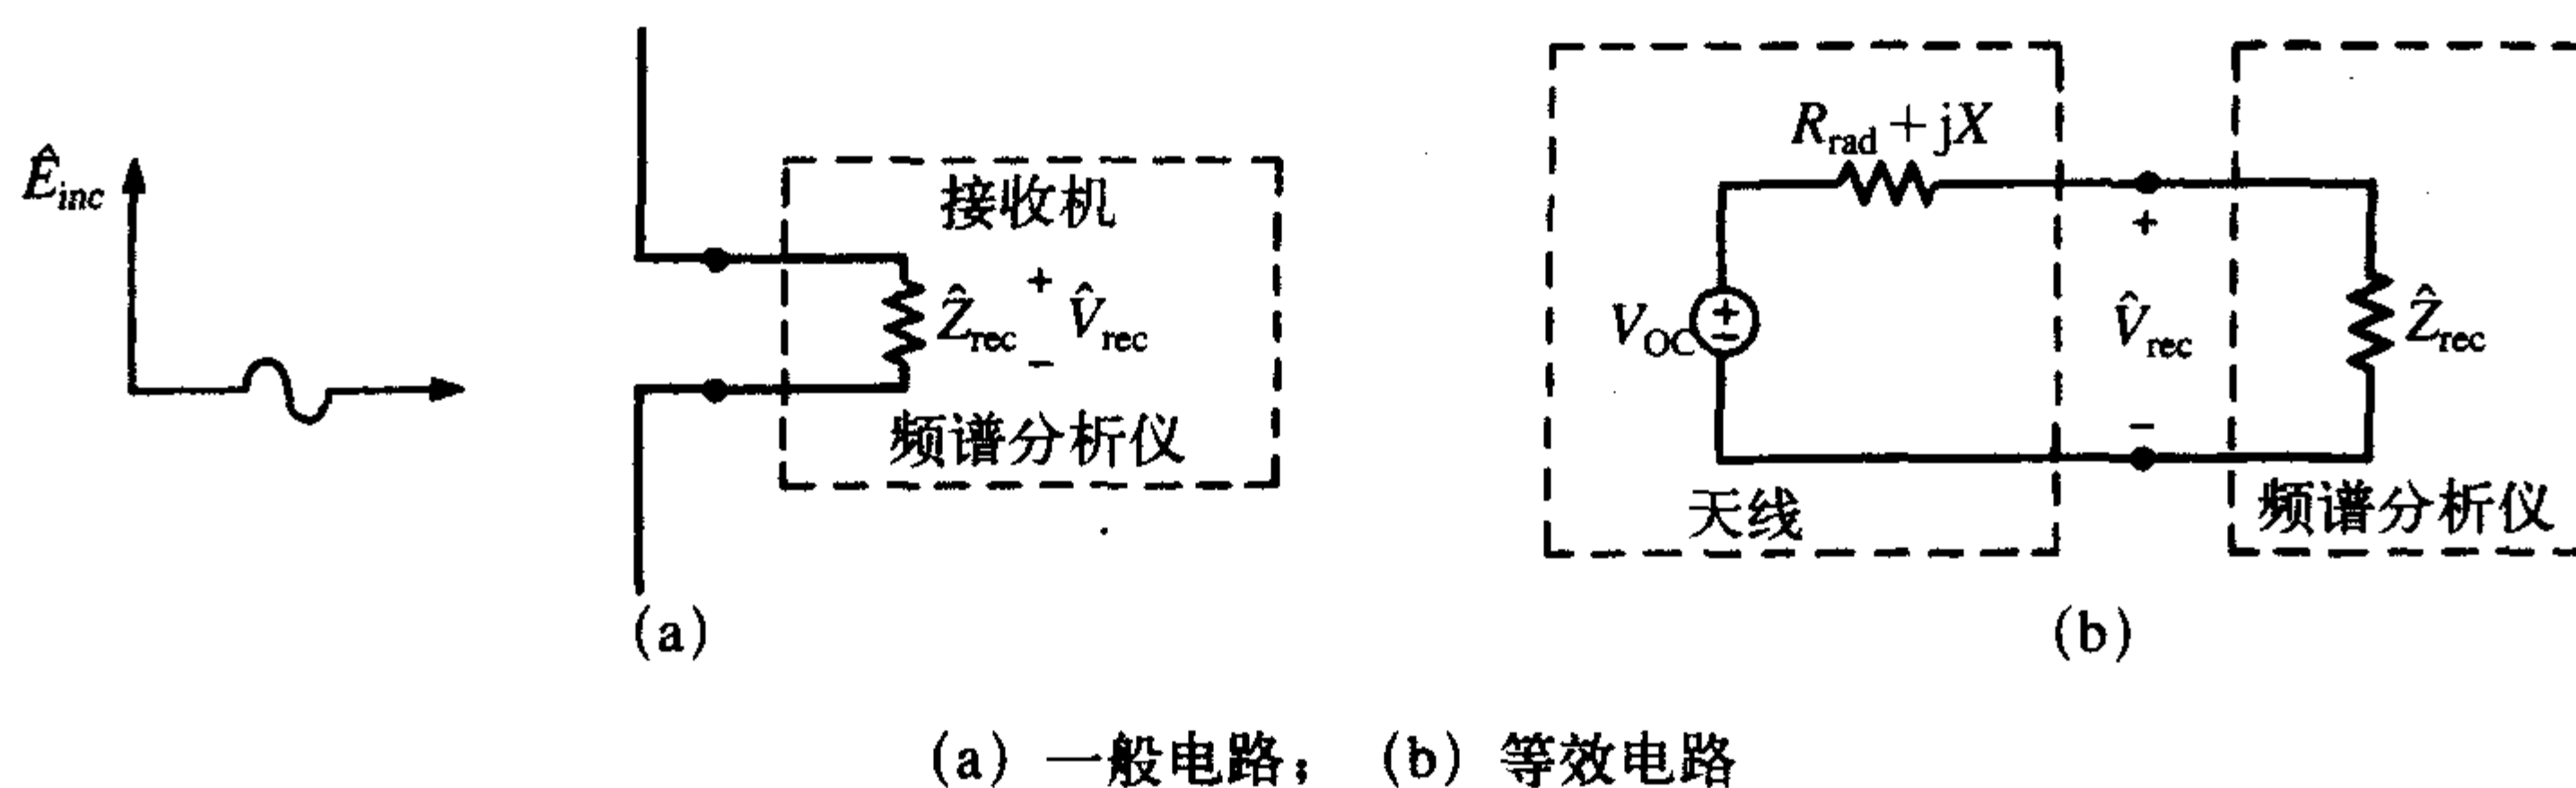 Ê_inc
接收机
Ẑ_rec
+
V̂_rec
−
频谱分析仪
(a)
R_rad + jX
V_OC
+
−
+
V̂_rec
−
Ẑ_rec
天线
频谱分析仪
(b)
(a) 一般电路； (b) 等效电路